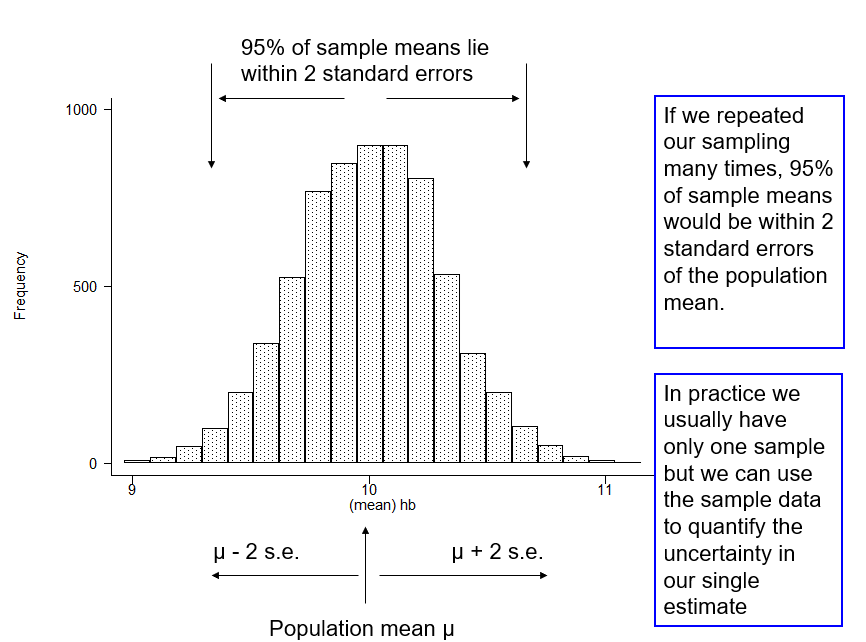 95% of sample means lie
within 2 standard errors
1000
500
0
Frequency
9
10
11
(mean) hb
μ - 2 s.e.
μ + 2 s.e.
Population mean μ
If we repeated
our sampling
many times, 95%
of sample means
would be within 2
standard errors
of the population
mean.
In practice we
usually have
only one sample
but we can use
the sample data
to quantify the
uncertainty in
our single
estimate